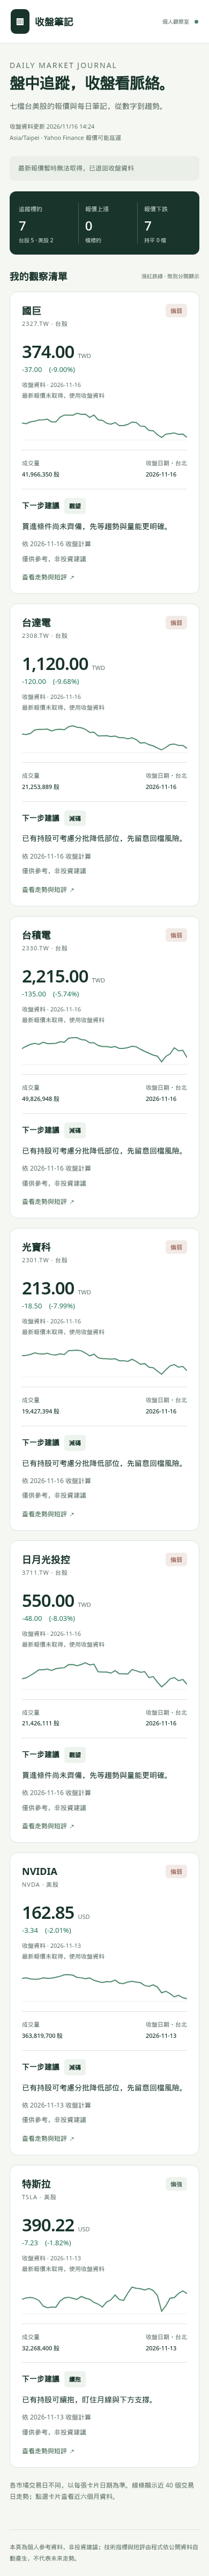 收盤筆記
個人觀察室
DAILY MARKET JOURNAL
盤中追蹤，收盤看脈絡。
七檔台美股的報價與每日筆記，從數字到趨勢。
收盤資料更新 2026/11/16 14:24
Asia/Taipei · Yahoo Finance 報價可能延遲
最新報價暫時無法取得，已退回收盤資料
追蹤標的
7
台股 5 · 美股 2
報價上漲
0
檔標的
報價下跌
7
持平 0 檔
我的觀察清單
漲紅跌綠 · 幣別分開顯示
國巨
偏弱
2327.TW · 台股
374.00 TWD
-37.00 (-9.00%)
收盤資料 · 2026-11-16
最新報價未取得，使用收盤資料
成交量
41,966,350 股
收盤日期 · 台北
2026-11-16
下一步建議 觀望
買進條件尚未齊備，先等趨勢與量能更明確。
依 2026-11-16 收盤計算
僅供參考，非投資建議
查看走勢與短評 ↗
台達電
偏弱
2308.TW · 台股
1,120.00 TWD
-120.00 (-9.68%)
收盤資料 · 2026-11-16
最新報價未取得，使用收盤資料
成交量
21,253,889 股
收盤日期 · 台北
2026-11-16
下一步建議 減碼
已有持股可考慮分批降低部位，先留意回檔風險。
依 2026-11-16 收盤計算
僅供參考，非投資建議
查看走勢與短評 ↗
台積電
偏弱
2330.TW · 台股
2,215.00 TWD
-135.00 (-5.74%)
收盤資料 · 2026-11-16
最新報價未取得，使用收盤資料
成交量
49,826,948 股
收盤日期 · 台北
2026-11-16
下一步建議 減碼
已有持股可考慮分批降低部位，先留意回檔風險。
依 2026-11-16 收盤計算
僅供參考，非投資建議
查看走勢與短評 ↗
光寶科
偏弱
2301.TW · 台股
213.00 TWD
-18.50 (-7.99%)
收盤資料 · 2026-11-16
最新報價未取得，使用收盤資料
成交量
19,427,394 股
收盤日期 · 台北
2026-11-16
下一步建議 減碼
已有持股可考慮分批降低部位，先留意回檔風險。
依 2026-11-16 收盤計算
僅供參考，非投資建議
查看走勢與短評 ↗
日月光投控
偏弱
3711.TW · 台股
550.00 TWD
-48.00 (-8.03%)
收盤資料 · 2026-11-16
最新報價未取得，使用收盤資料
成交量
21,426,111 股
收盤日期 · 台北
2026-11-16
下一步建議 觀望
買進條件尚未齊備，先等趨勢與量能更明確。
依 2026-11-16 收盤計算
僅供參考，非投資建議
查看走勢與短評 ↗
NVIDIA
偏弱
NVDA · 美股
162.85 USD
-3.34 (-2.01%)
收盤資料 · 2026-11-13
最新報價未取得，使用收盤資料
成交量
363,819,700 股
收盤日期 · 台北
2026-11-13
下一步建議 減碼
已有持股可考慮分批降低部位，先留意回檔風險。
依 2026-11-13 收盤計算
僅供參考，非投資建議
查看走勢與短評 ↗
特斯拉
偏強
TSLA · 美股
390.22 USD
-7.23 (-1.82%)
收盤資料 · 2026-11-13
最新報價未取得，使用收盤資料
成交量
32,268,400 股
收盤日期 · 台北
2026-11-13
下一步建議 續抱
已有持股可續抱，盯住月線與下方支撐。
依 2026-11-13 收盤計算
僅供參考，非投資建議
查看走勢與短評 ↗
各市場交易日不同，以每張卡片日期為準。線條顯示近 40 個交易
日走勢；點選卡片查看近六個月資料。
本頁為個人參考資料，非投資建議；技術指標與短評由程式依公開資料自
動產生，不代表未來走勢。